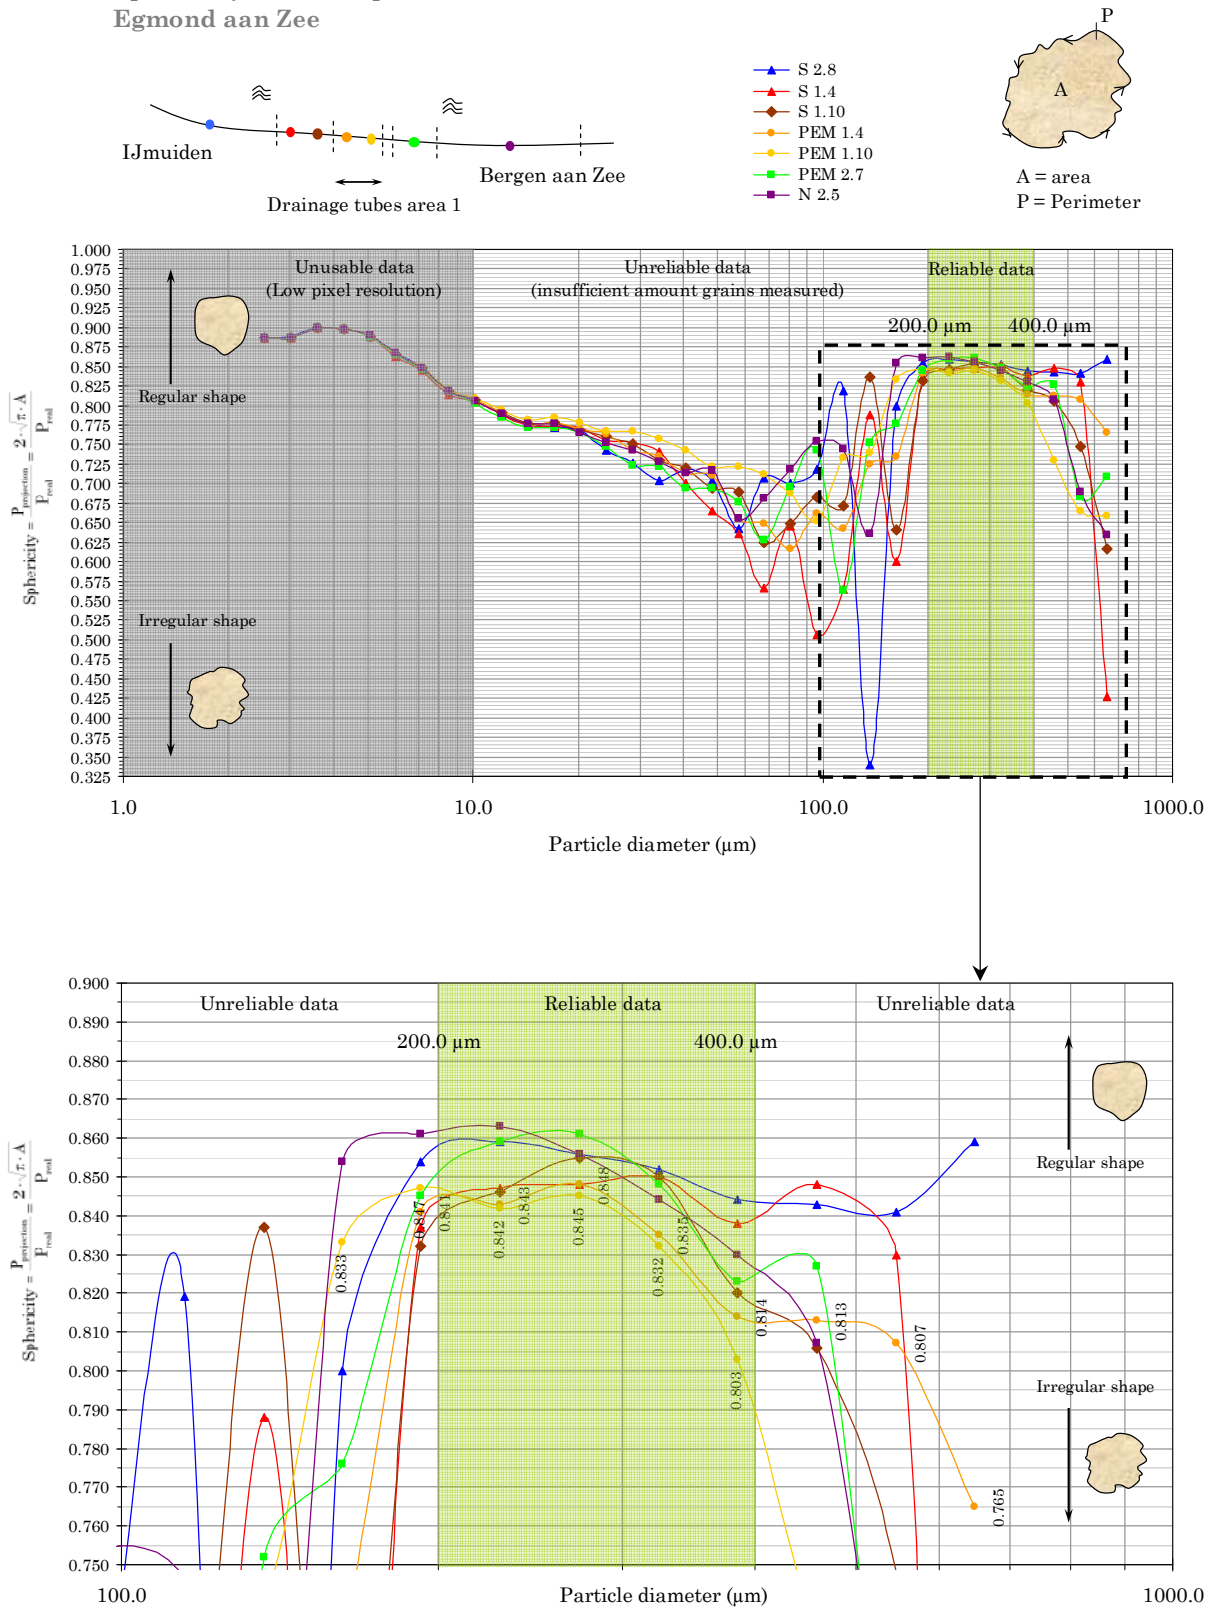 Egmond aan Zee
P
A
A = area
P = Perimeter
S 2.8
S 1.4
S 1.10
PEM 1.4
PEM 1.10
PEM 2.7
N 2.5
IJmuiden
Bergen aan Zee
Drainage tubes area 1
Unusable data
(Low pixel resolution)
Unreliable data
(insufficient amount grains measured)
Reliable data
200.0 µm
400.0 µm
Regular shape
Irregular shape
Sphericity = P projection / P real = 2·√π·A / P real
1.000
0.975
0.950
0.925
0.900
0.875
0.850
0.825
0.800
0.775
0.750
0.725
0.700
0.675
0.650
0.625
0.600
0.575
0.550
0.525
0.500
0.475
0.450
0.425
0.400
0.375
0.350
0.325
1.0
10.0
100.0
1000.0
Particle diameter (µm)
Unreliable data
Reliable data
Unreliable data
200.0 µm
400.0 µm
Regular shape
Irregular shape
Sphericity = P projection / P real = 2·√π·A / P real
0.900
0.890
0.880
0.870
0.860
0.850
0.840
0.830
0.820
0.810
0.800
0.790
0.780
0.770
0.760
0.750
0.833
0.847
0.841
0.842
0.843
0.845
0.848
0.832
0.835
0.803
0.814
0.813
0.807
0.765
100.0
Particle diameter (µm)
1000.0